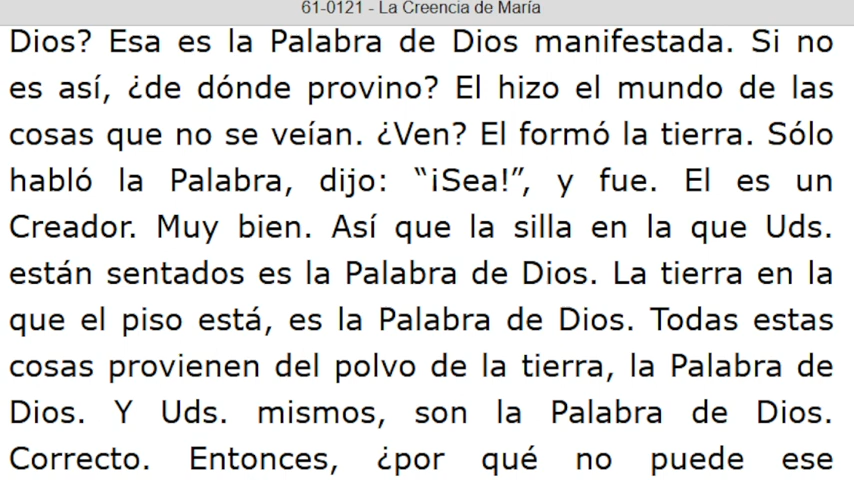 61-0121 - La Creencia de María
Dios? Esa es la Palabra de Dios manifestada. Si no
es así, ¿de dónde provino? El hizo el mundo de las
cosas que no se veían. ¿Ven? El formó la tierra. Sólo
habló la Palabra, dijo: “¡Sea!”, y fue. El es un
Creador. Muy bien. Así que la silla en la que Uds.
están sentados es la Palabra de Dios. La tierra en la
que el piso está, es la Palabra de Dios. Todas estas
cosas provienen del polvo de la tierra, la Palabra de
Dios. Y Uds. mismos, son la Palabra de Dios.
Correcto. Entonces, ¿por qué no puede ese